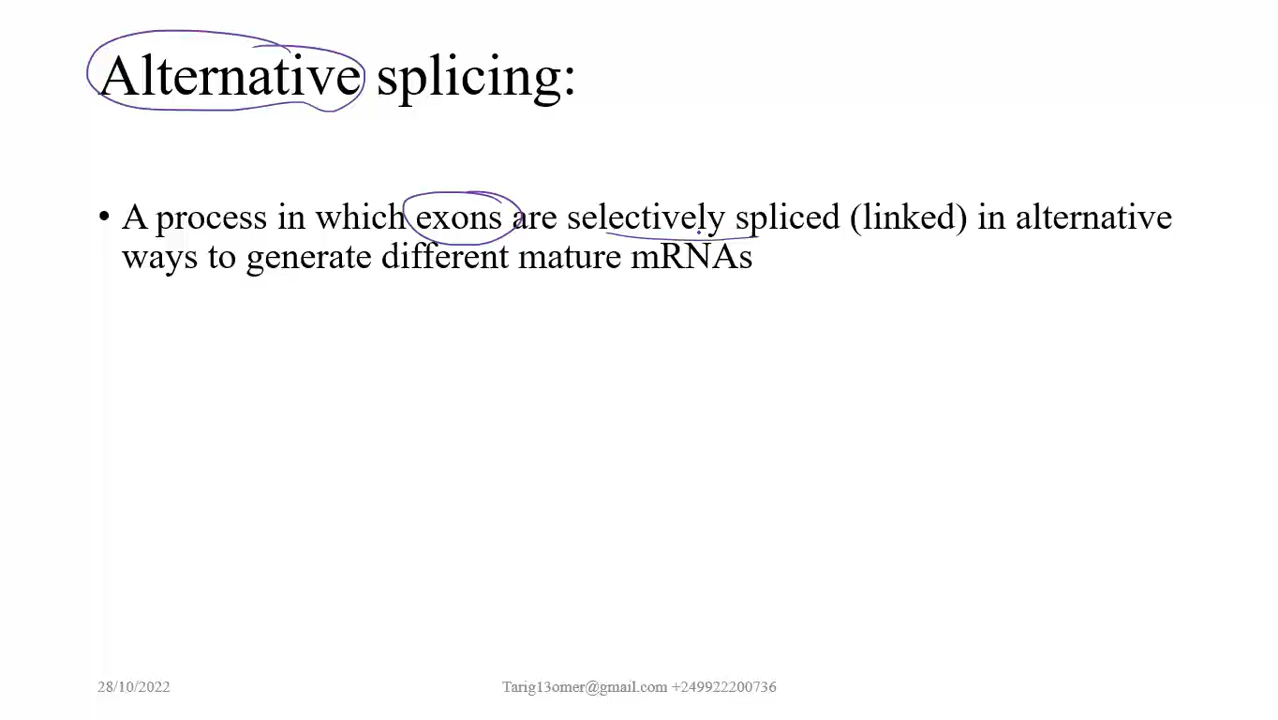 Alternative splicing:
• A process in which exons are selectively spliced (linked) in alternative
ways to generate different mature mRNAs
28/10/2022
Tarig13omer@gmail.com +249922200736